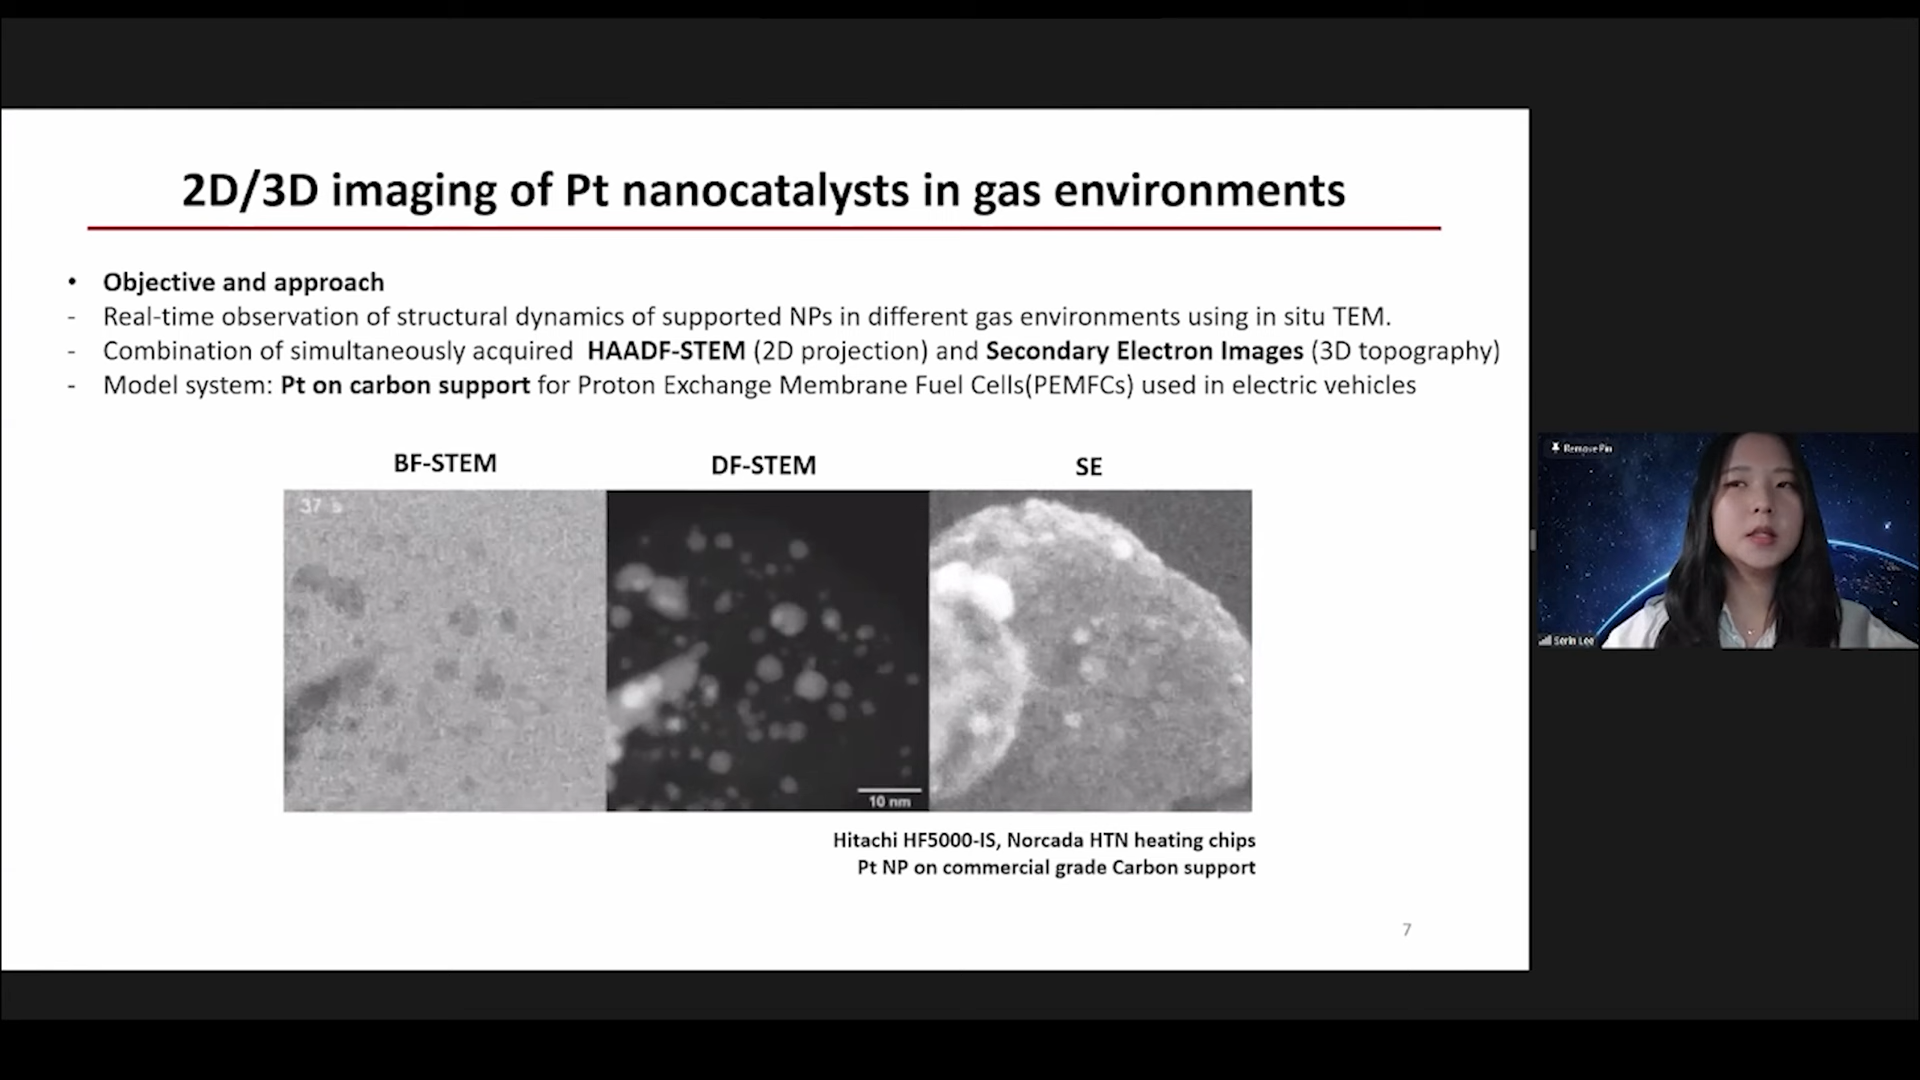 2D/3D imaging of Pt nanocatalysts in gas environments
• Objective and approach
- Real-time observation of structural dynamics of supported NPs in different gas environments using in situ TEM.
- Combination of simultaneously acquired HAADF-STEM (2D projection) and Secondary Electron Images (3D topography)
- Model system: Pt on carbon support for Proton Exchange Membrane Fuel Cells(PEMFCs) used in electric vehicles
BF-STEM
DF-STEM
SE
37 s
10 nm
Hitachi HF5000-IS, Norcada HTN heating chips
Pt NP on commercial grade Carbon support
7
Remove Pin
Serin Lee